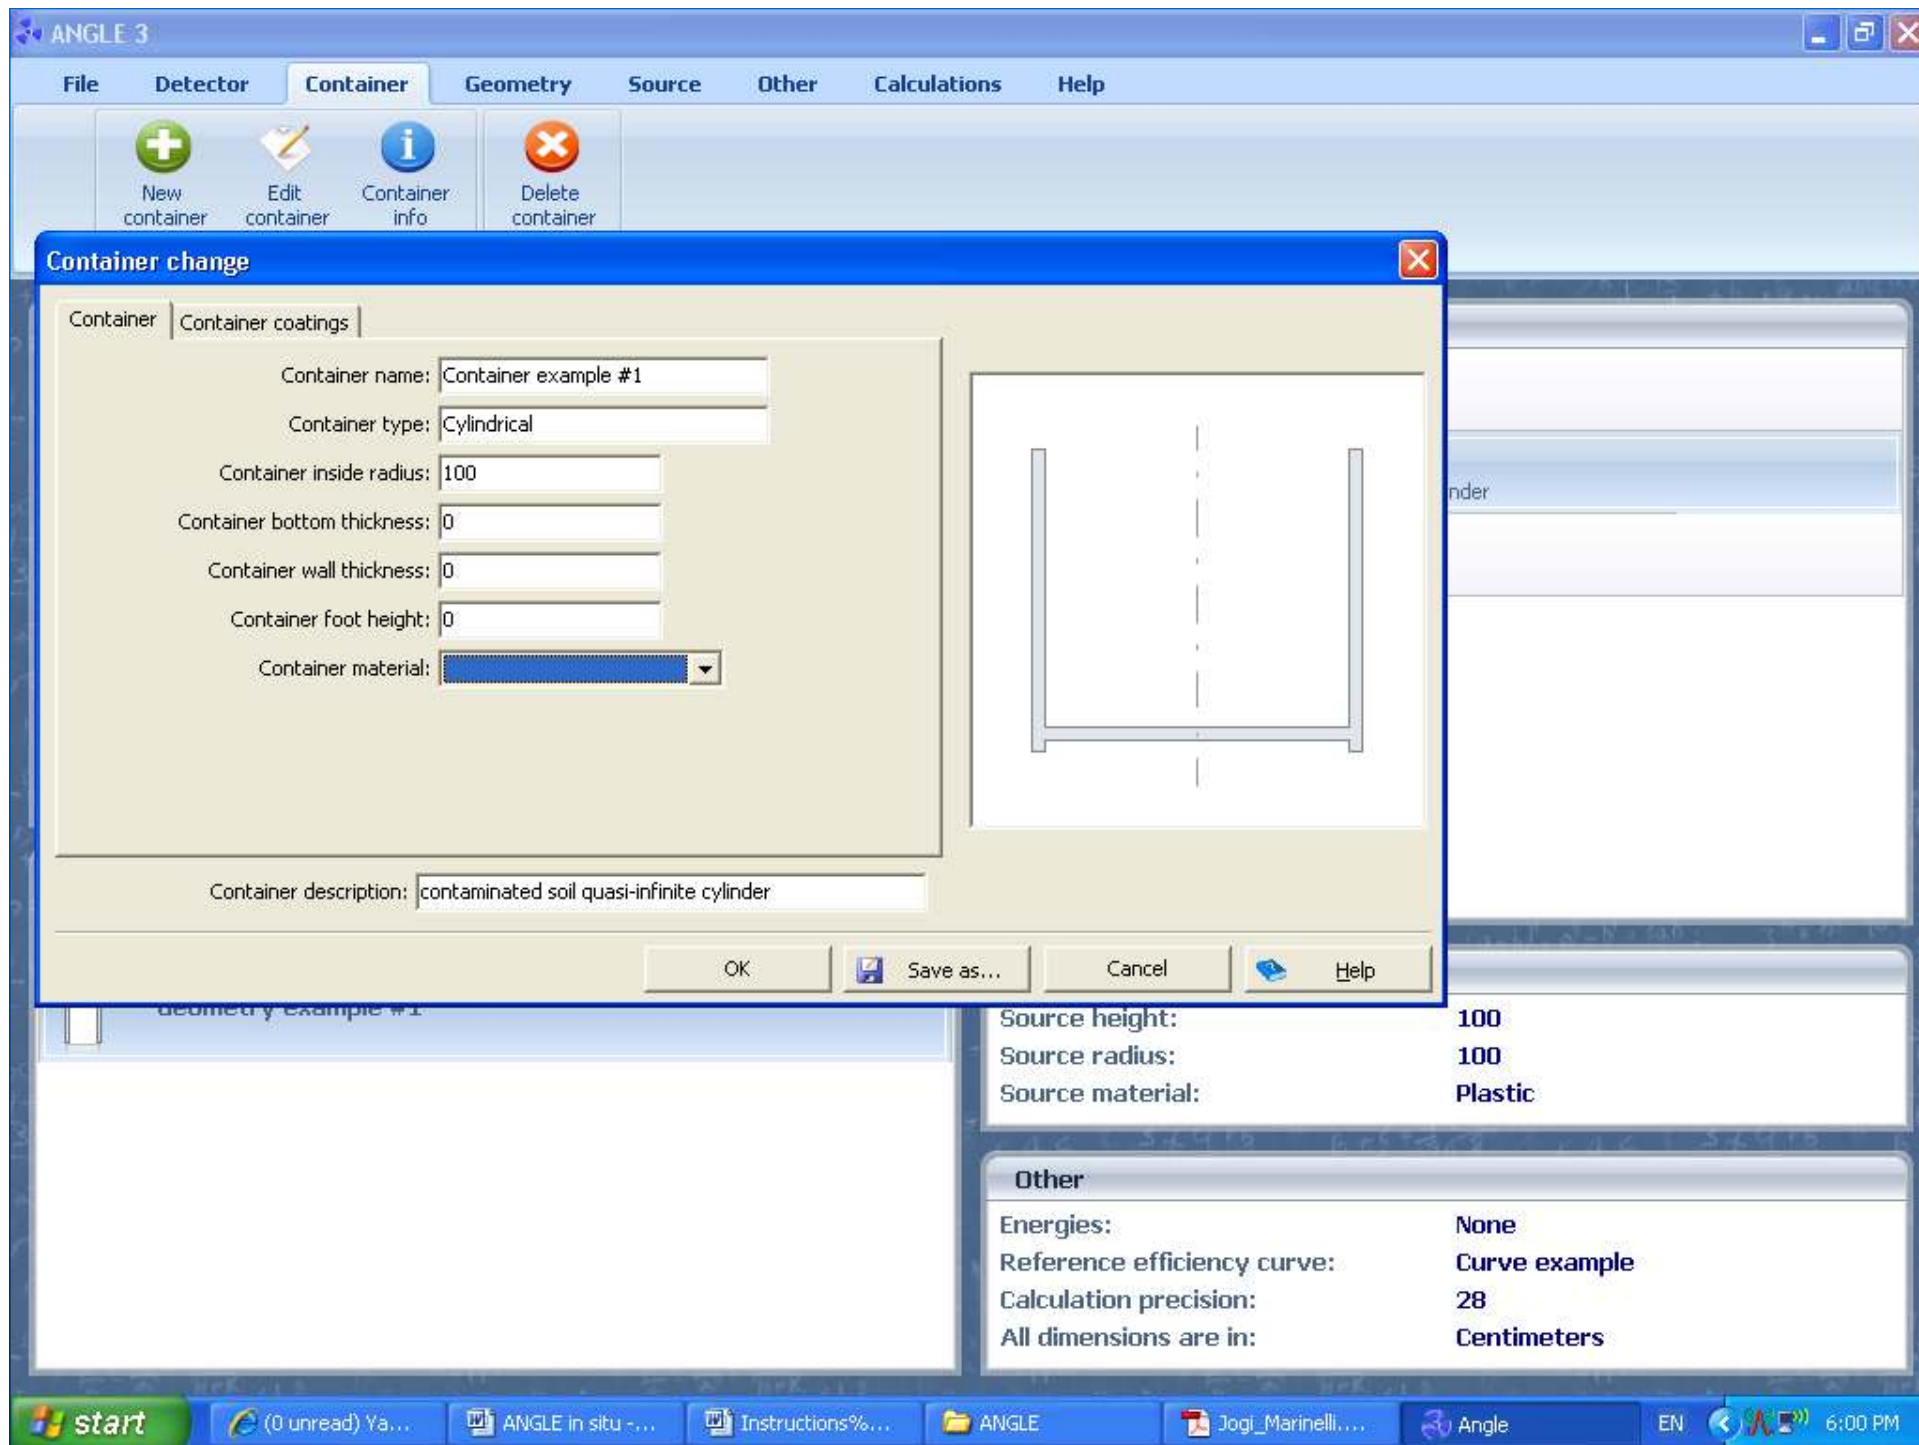 ANGLE 3
File Detector Container Geometry Source Other Calculations Help
New container
Edit container
Container info
Delete container
Container change
Container Container coatings
Container name: Container example #1
Container type: Cylindrical
Container inside radius: 100
Container bottom thickness: 0
Container wall thickness: 0
Container foot height: 0
Container material:
nder
Container description: contaminated soil quasi-infinite cylinder
OK Save as... Cancel Help
Geometry example #1
Source height: 100
Source radius: 100
Source material: Plastic
Other
Energies: None
Reference efficiency curve: Curve example
Calculation precision: 28
All dimensions are in: Centimeters
start (0 unread) Ya... ANGLE in situ -... Instructions%... ANGLE Jogi_Marinelli.... Angle EN 6:00 PM